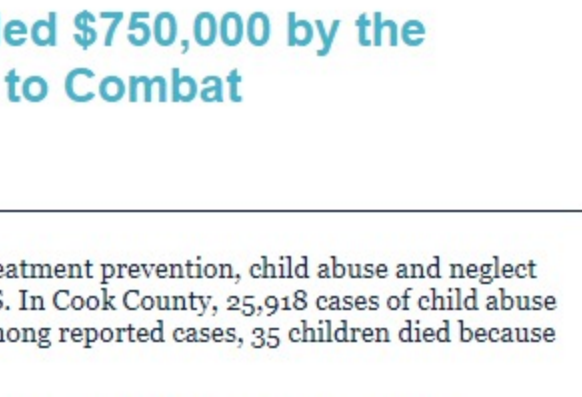 led $750,000 by the
to Combat
eatment prevention, child abuse and neglect
S. In Cook County, 25,918 cases of child abuse
nong reported cases, 35 children died because